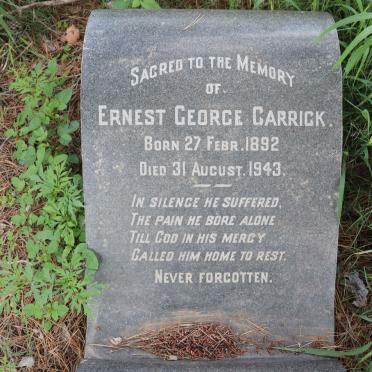 SACRED TO THE MEMORY
OF.
ERNEST GEORGE CARRICK.
BORN 27 FEBR. 1892
DIED 31 AUGUST. 1943.
IN SILENCE HE SUFFERED,
THE PAIN HE BORE ALONE
TILL GOD IN HIS MERCY
CALLED HIM HOME TO REST.
NEVER FORGOTTEN.